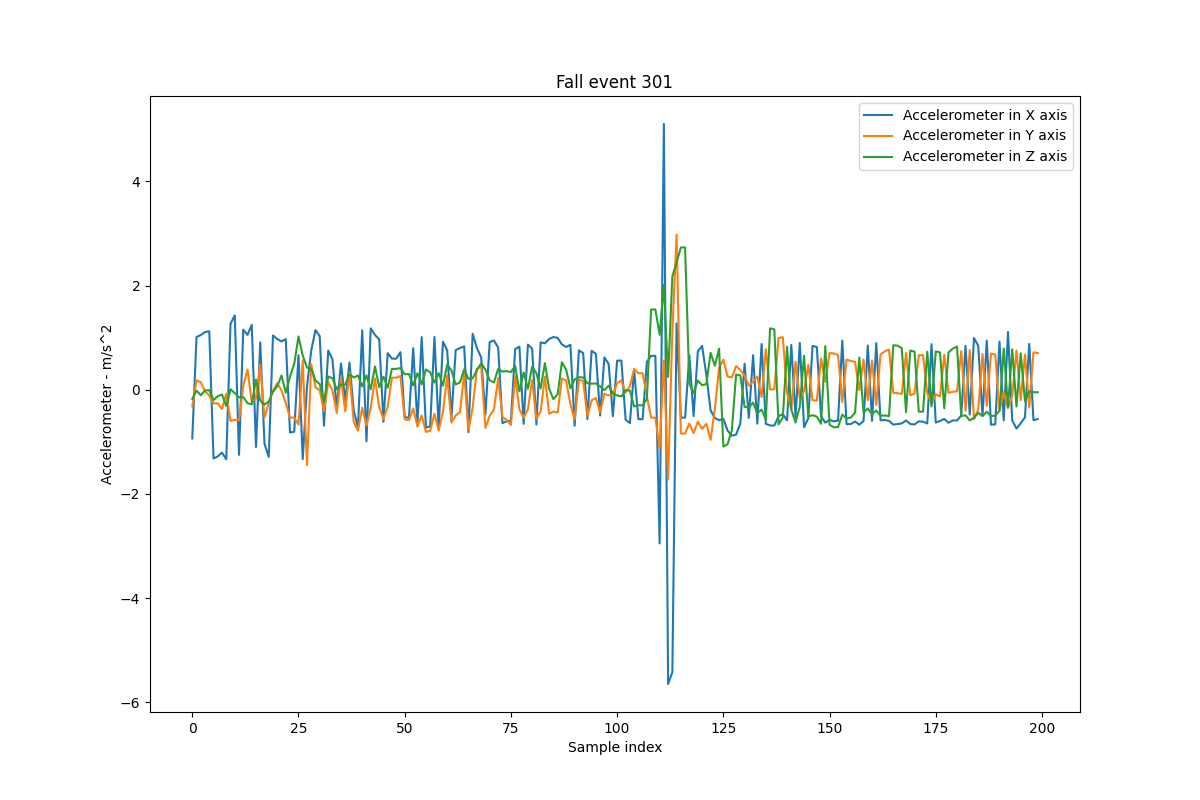 Fall event 301
Accelerometer in X axis
Accelerometer in Y axis
Accelerometer in Z axis
Accelerometer - m/s^2
4
2
0
−2
−4
−6
0 25 50 75 100 125 150 175 200
Sample index